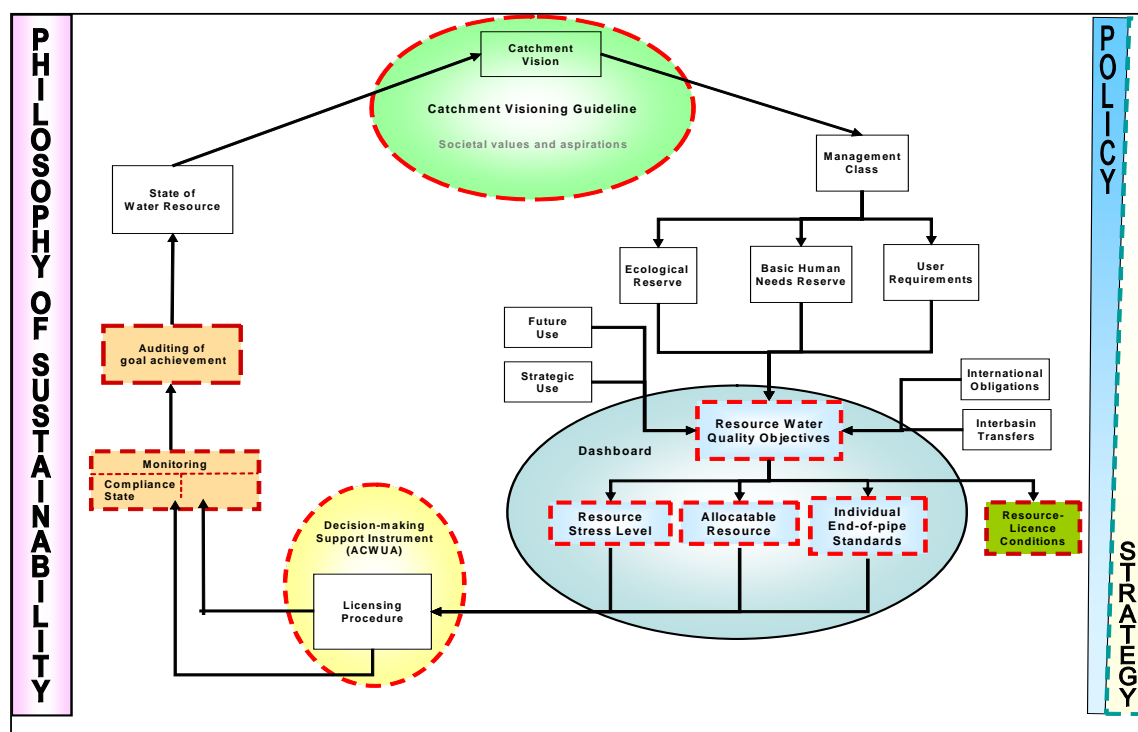 PHILOSOPHY OF SUSTAINABILITY
Catchment
Vision
Catchment Visioning Guideline
Societal values and aspirations
POLICY
State of
Water Resource
Management
Class
Ecological
Reserve
Basic Human
Needs Reserve
User
Requirements
Future
Use
Strategic
Use
International
Obligations
Interbasin
Transfers
Auditing of
goal achievement
Resource Water
Quality Objectives
Dashboard
Monitoring
Compliance
State
Resource
Stress Level
Allocatable
Resource
Individual
End-of-pipe
Standards
Resource-
Licence
Conditions
Decision-making
Support Instrument
(ACWUA)
Licensing
Procedure
STRATEGY